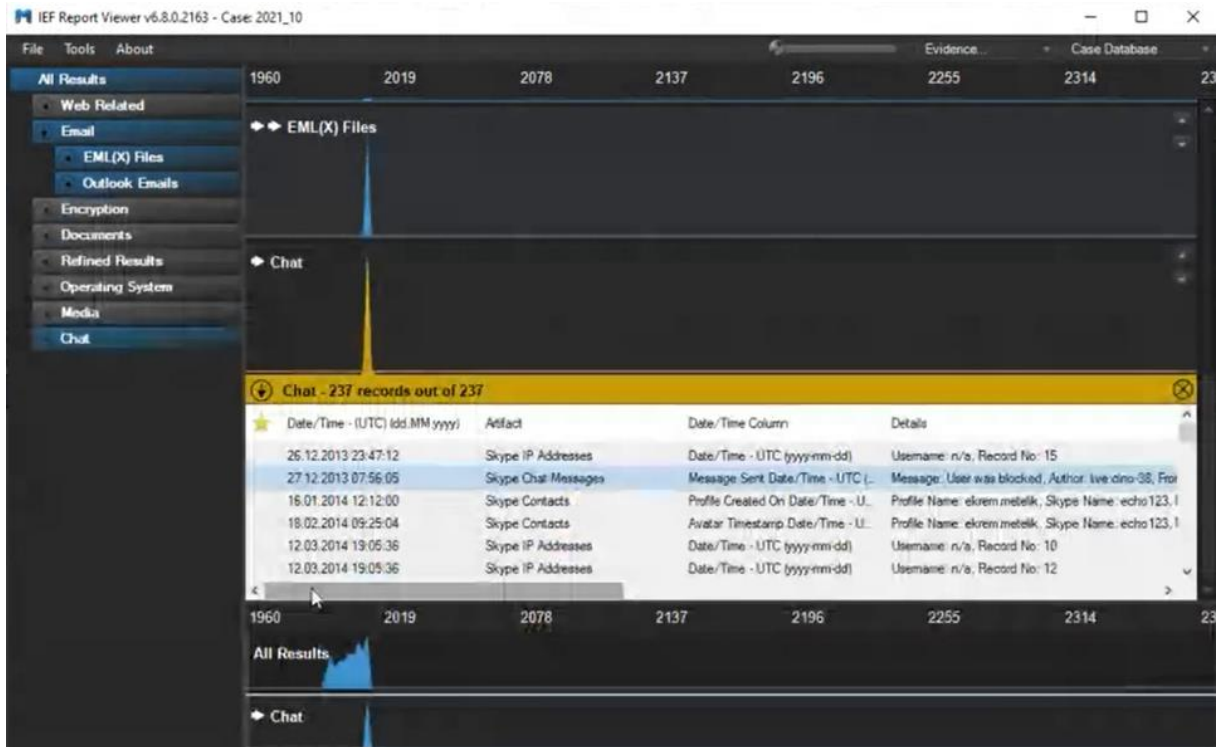 IEF Report Viewer v6.8.0.2163 - Case: 2021_10
File Tools About Evidence... Case Database
All Results
Web Related
Email
EML(X) Files
Outlook Emails
Encryption
Documents
Refined Results
Operating System
Media
Chat
1960 2019 2078 2137 2196 2255 2314 23
EML(X) Files
Chat
Chat - 237 records out of 237
Date/Time - (UTC) (dd.MM.yyyy) Artifact Date/Time Column Details
26.12.2013 23:47:12 Skype IP Addresses Date/Time - UTC (yyyy-mm-dd) Username: n/a, Record No: 15
27.12.2013 07:56:05 Skype Chat Messages Message Sent Date/Time - UTC (... Message: User was blocked, Author: live:dino-38, Fro
16.01.2014 12:12:00 Skype Contacts Profile Created On Date/Time - U... Profile Name: ekrem.metelik, Skype Name: echo123,
18.02.2014 09:25:04 Skype Contacts Avatar Timestamp Date/Time - U... Profile Name: ekrem.metelik, Skype Name: echo123,
12.03.2014 19:05:36 Skype IP Addresses Date/Time - UTC (yyyy-mm-dd) Username: n/a, Record No: 10
12.03.2014 19:05:36 Skype IP Addresses Date/Time - UTC (yyyy-mm-dd) Username: n/a, Record No: 12
1960 2019 2078 2137 2196 2255 2314 23
All Results
Chat